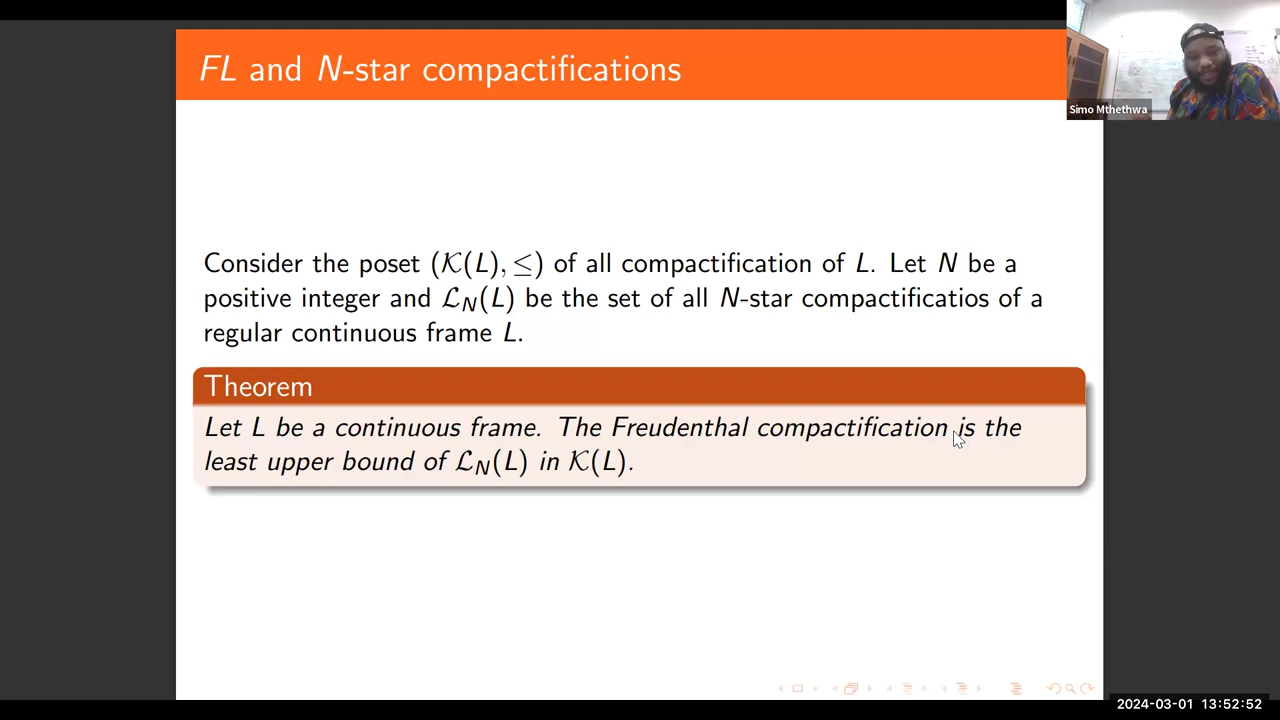 FL and N-star compactifications
Simo Mthethwa
Consider the poset (𝒦(L), ≤) of all compactification of L. Let N be a
positive integer and ℒ_N(L) be the set of all N-star compactificatios of a
regular continuous frame L.
Theorem
Let L be a continuous frame. The Freudenthal compactification is the
least upper bound of ℒ_N(L) in 𝒦(L).
2024-03-01 13:52:52